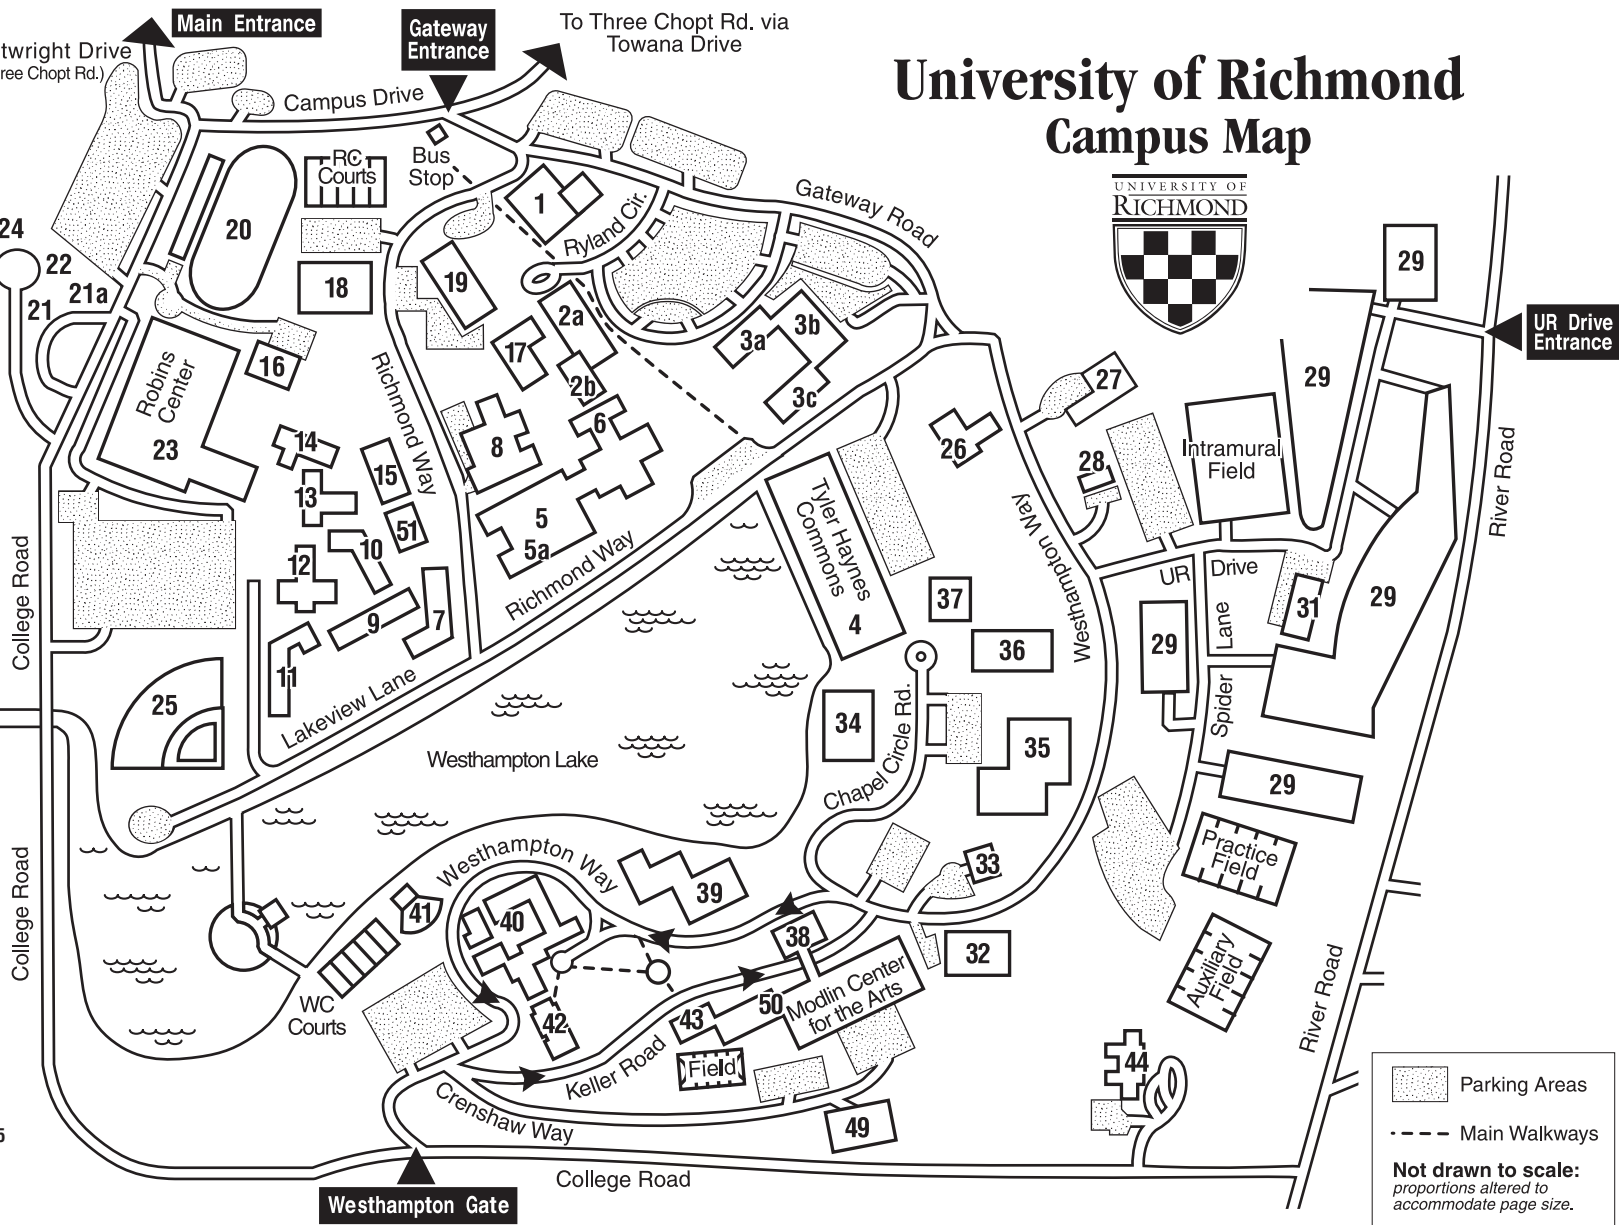 Main Entrance
Gateway
Entrance
To Three Chopt Rd. via
Towana Drive
twright Drive
ree Chopt Rd.)
Campus Drive
University of Richmond
Campus Map
UNIVERSITY OF
RICHMOND
RC
Courts
Bus
Stop
1
Ryland Cir.
Gateway Road
20
24
22
21a
21
18
19
2a
17
2b
3a
3b
3c
16
Robins
Center
23
Richmond Way
6
8
14
15
13
51
5
5a
10
12
9
7
11
Richmond Way
Lakeview Lane
25
College Road
College Road
Westhampton Lake
Tyler Haynes
Commons
4
26
27
28
Westhampton Way
Intramural
Field
29
29
UR Drive
Entrance
River Road
UR
Drive
Lane
Spider
31
29
29
29
37
36
34
35
Chapel Circle Rd.
33
32
Practice
Field
Auxiliary
Field
River Road
Westhampton Way
39
40
41
38
WC
Courts
42
43
50
Modlin Center
for the Arts
Field
Keller Road
Crenshaw Way
49
44
5
College Road
Westhampton Gate
Parking Areas
Main Walkways
Not drawn to scale:
proportions altered to
accommodate page size.